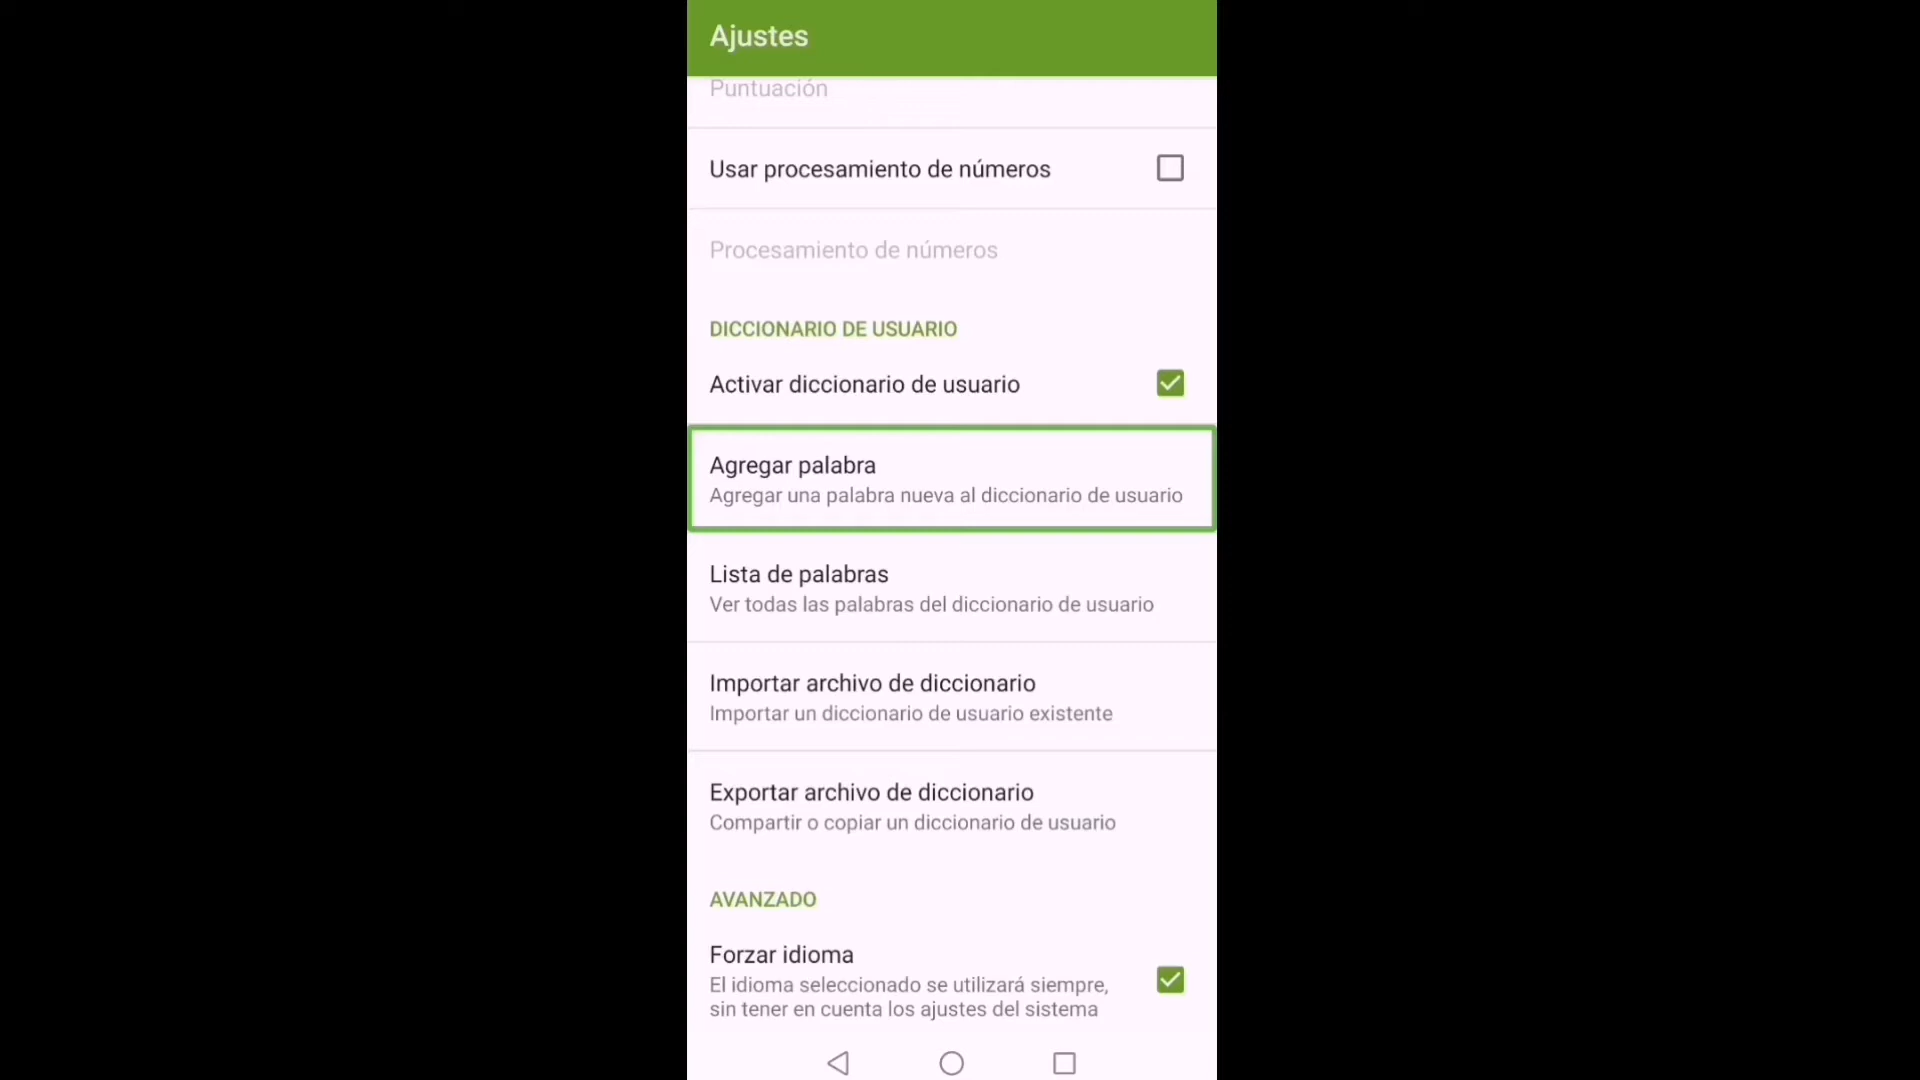 Ajustes
Puntuación
Usar procesamiento de números
Procesamiento de números
DICCIONARIO DE USUARIO
Activar diccionario de usuario
Agregar palabra
Agregar una palabra nueva al diccionario de usuario
Lista de palabras
Ver todas las palabras del diccionario de usuario
Importar archivo de diccionario
Importar un diccionario de usuario existente
Exportar archivo de diccionario
Compartir o copiar un diccionario de usuario
AVANZADO
Forzar idioma
El idioma seleccionado se utilizará siempre,
sin tener en cuenta los ajustes del sistema